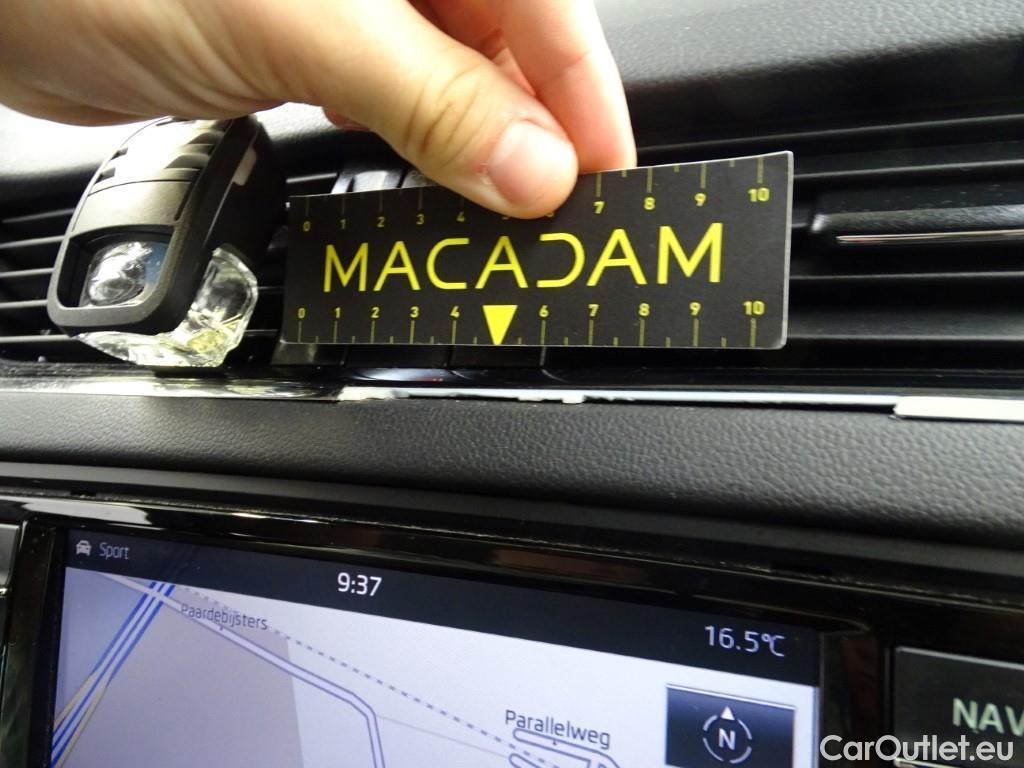 0 1 2 3 4 5 6 7 8 9 10
MACADAM
0 1 2 3 4 6 7 8 9 10
Sport
9:37
16.5°C
Paardebijsters
Parallelweg
N
NAV
CarOutlet.eu